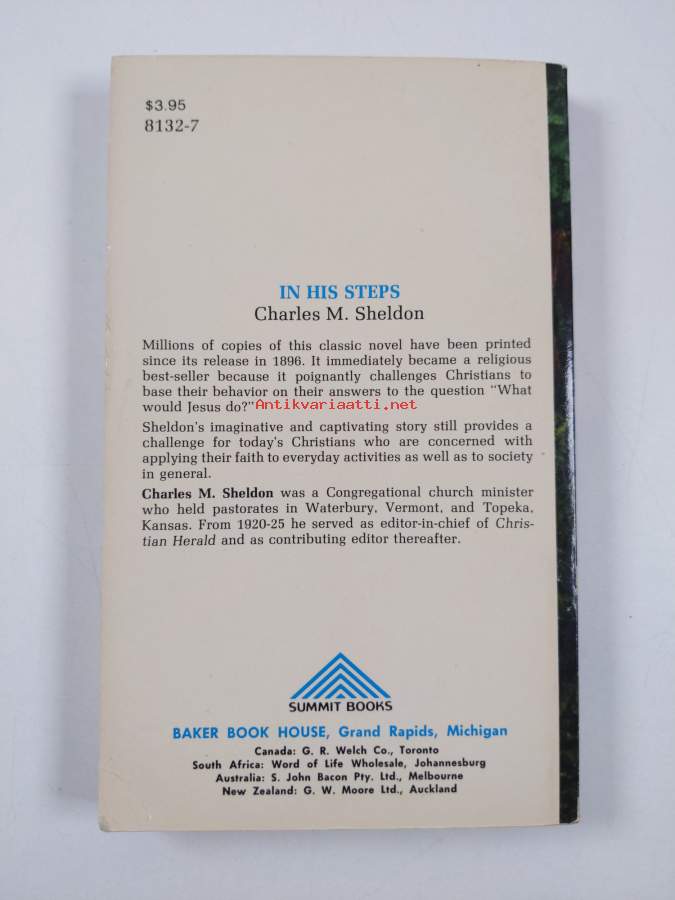 $3.95
8132-7
IN HIS STEPS
Charles M. Sheldon
Millions of copies of this classic novel have been printed
since its release in 1896. It immediately became a religious
best-seller because it poignantly challenges Christians to
base their behavior on their answers to the question "What
would Jesus do?"
Antikvariaatti.net
Sheldon's imaginative and captivating story still provides a
challenge for today's Christians who are concerned with
applying their faith to everyday activities as well as to society
in general.
Charles M. Sheldon was a Congregational church minister
who held pastorates in Waterbury, Vermont, and Topeka,
Kansas. From 1920-25 he served as editor-in-chief of Chris-
tian Herald and as contributing editor thereafter.
SUMMIT BOOKS
BAKER BOOK HOUSE, Grand Rapids, Michigan
Canada: G. R. Welch Co., Toronto
South Africa: Word of Life Wholesale, Johannesburg
Australia: S. John Bacon Pty. Ltd., Melbourne
New Zealand: G. W. Moore Ltd., Auckland